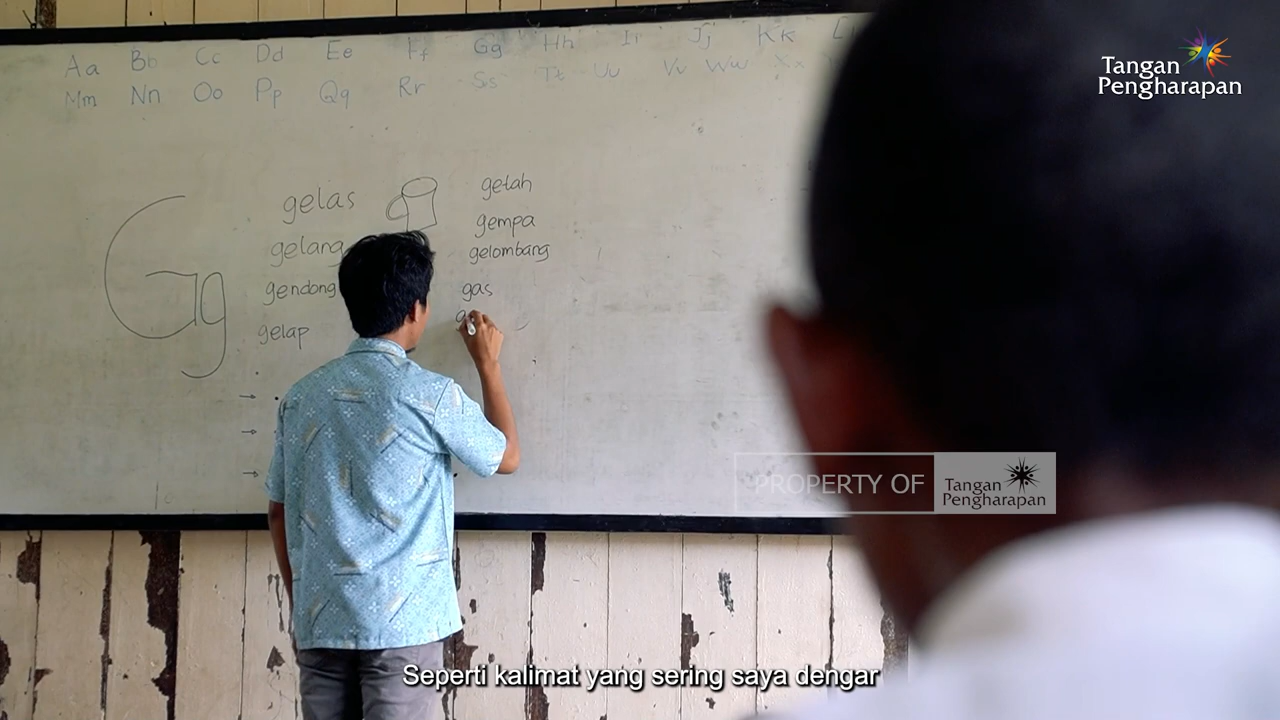 Aa Bb Cc Dd Ee Ff Gg Hh Ii Jj Kk
Mm Nn Oo Pp Qq Rr Ss Tt Uu Vv Ww Xx
Tangan
Pengharapan
Gg
gelas
gelang
gendong
gelap
getah
gempa
gelombang
gas
PROPERTY OF
Tangan
Pengharapan
Seperti kalimat yang sering saya dengar